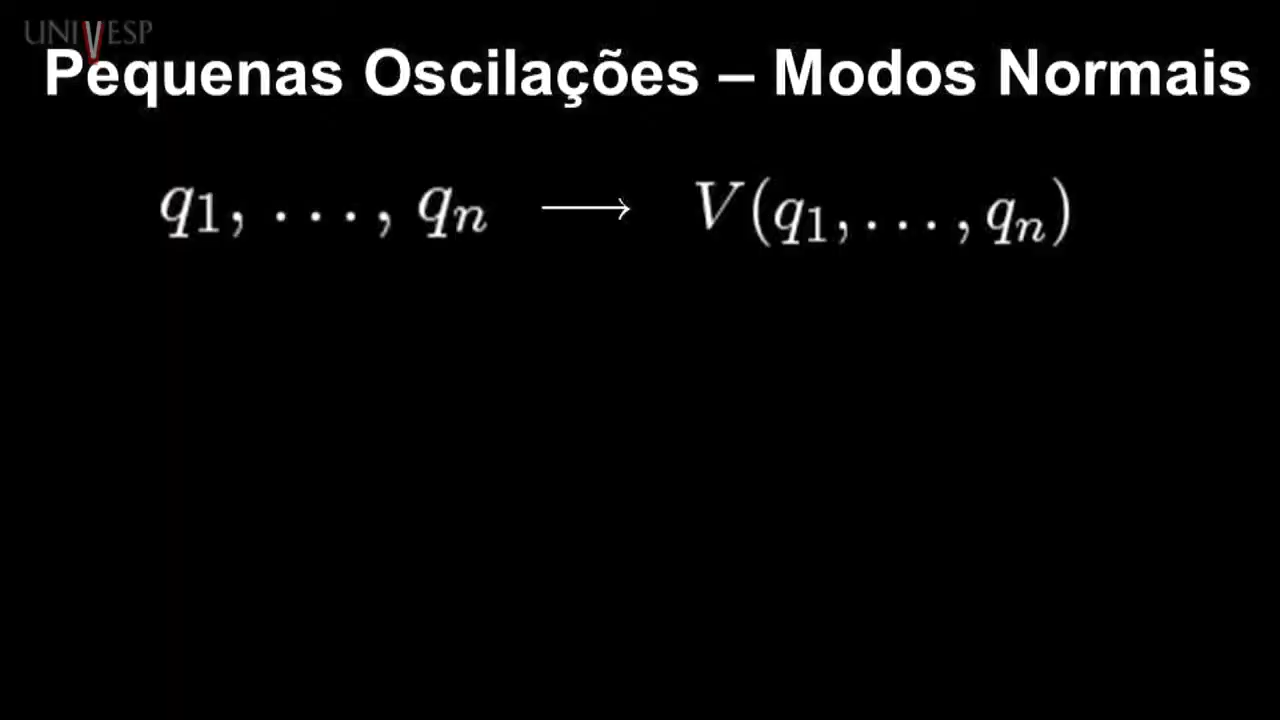 UNIVESP
Pequenas Oscilações – Modos Normais
q₁, ..., qₙ ⟶ V(q₁, ..., qₙ)